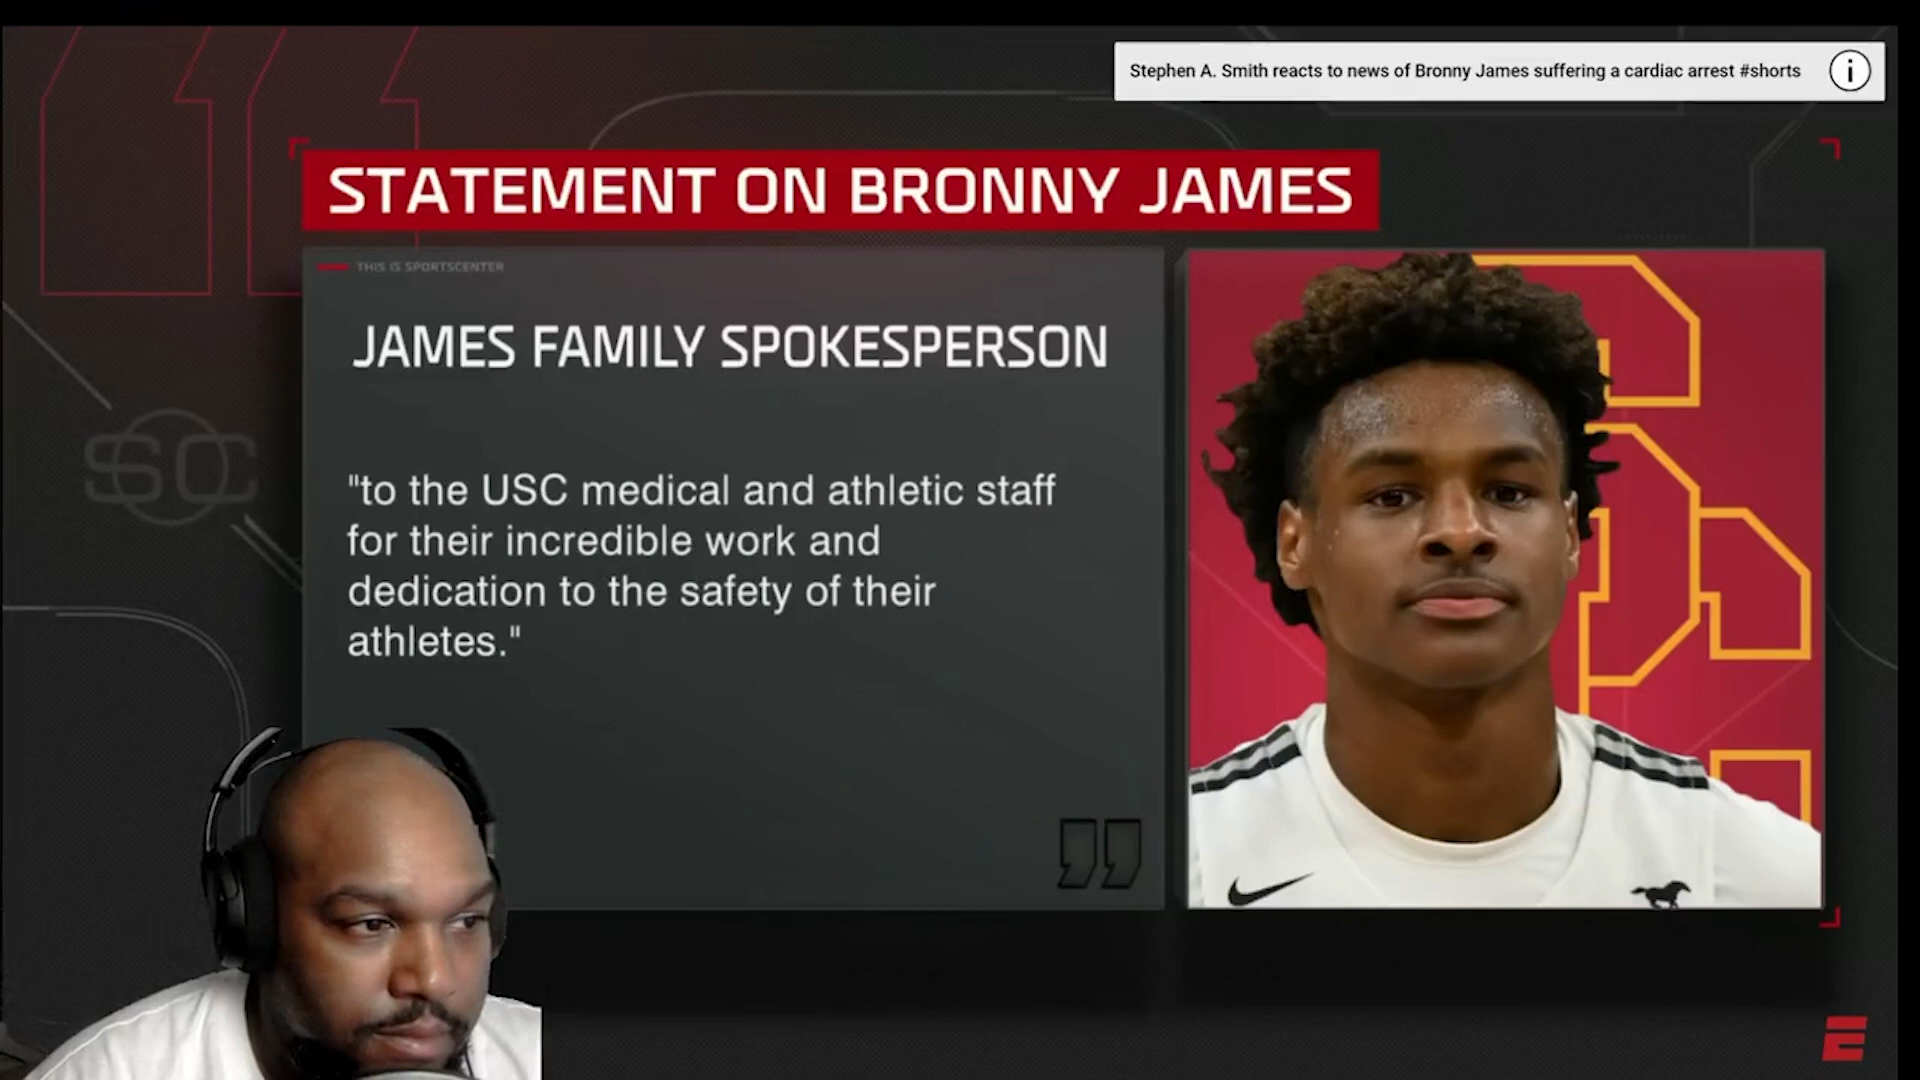 Stephen A. Smith reacts to news of Bronny James suffering a cardiac arrest #shorts
STATEMENT ON BRONNY JAMES
THIS IS SPORTSCENTER
JAMES FAMILY SPOKESPERSON
"to the USC medical and athletic staff
for their incredible work and
dedication to the safety of their
athletes."
SC